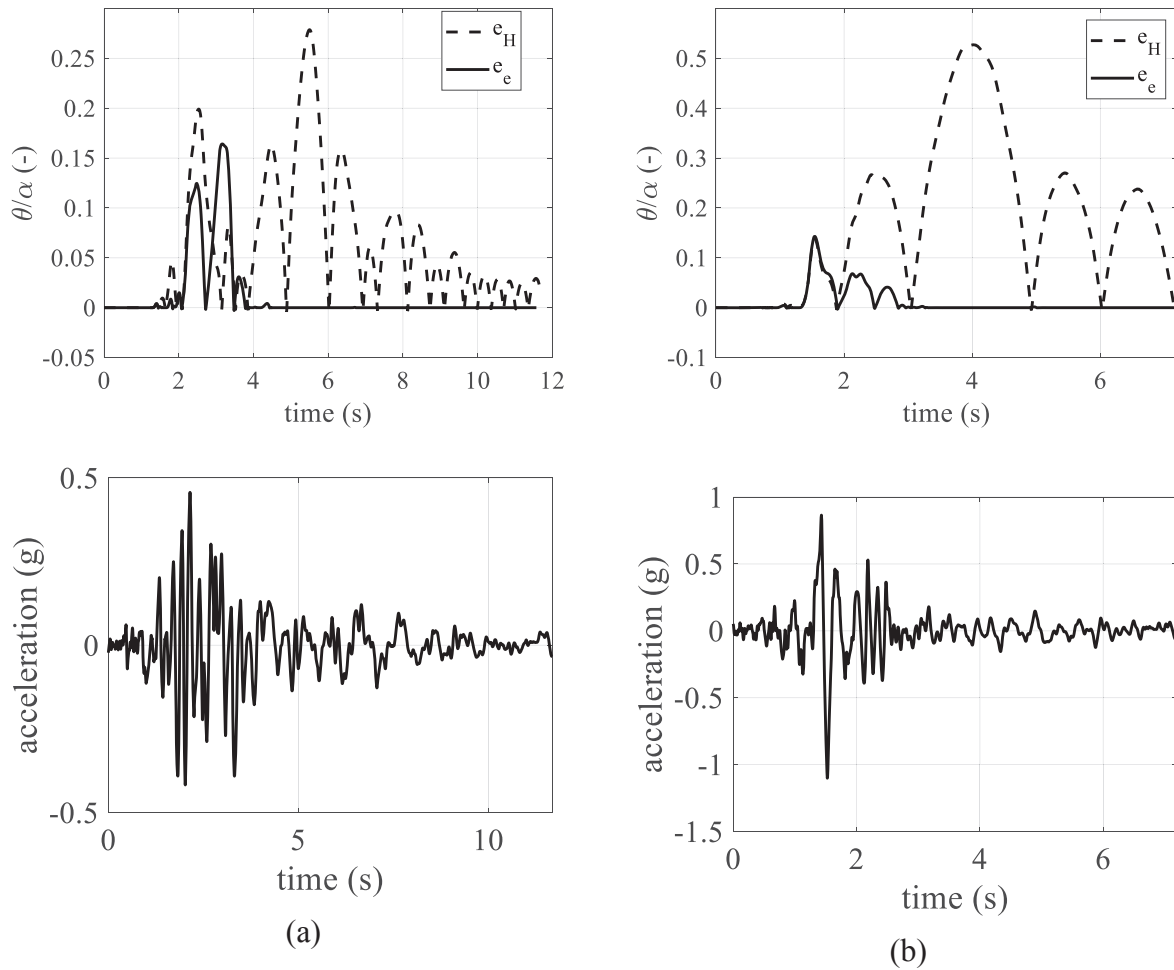 0.25
0.2
0.15
0.1
0.05
0
-0.05
θ/α (-)
0 2 4 6 8 10 12
time (s)
e_H
e_e
0.5
0.4
0.3
0.2
0.1
0
-0.1
θ/α (-)
0 2 4 6
time (s)
e_H
e_e
0.5
0
-0.5
acceleration (g)
0 5 10
time (s)
(a)
1
0.5
0
-0.5
-1
-1.5
acceleration (g)
0 2 4 6
time (s)
(b)